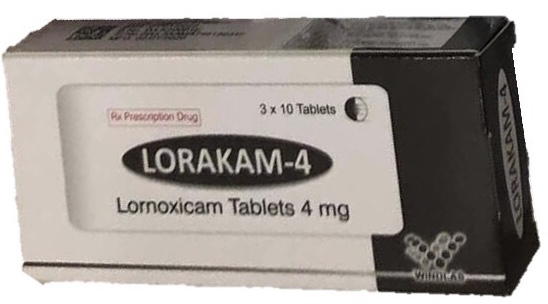 Rx Prescription Drug
3 x 10 Tablets
LORAKAM-4
Lornoxicam Tablets 4 mg
LORAKAM-4
WINDLAS